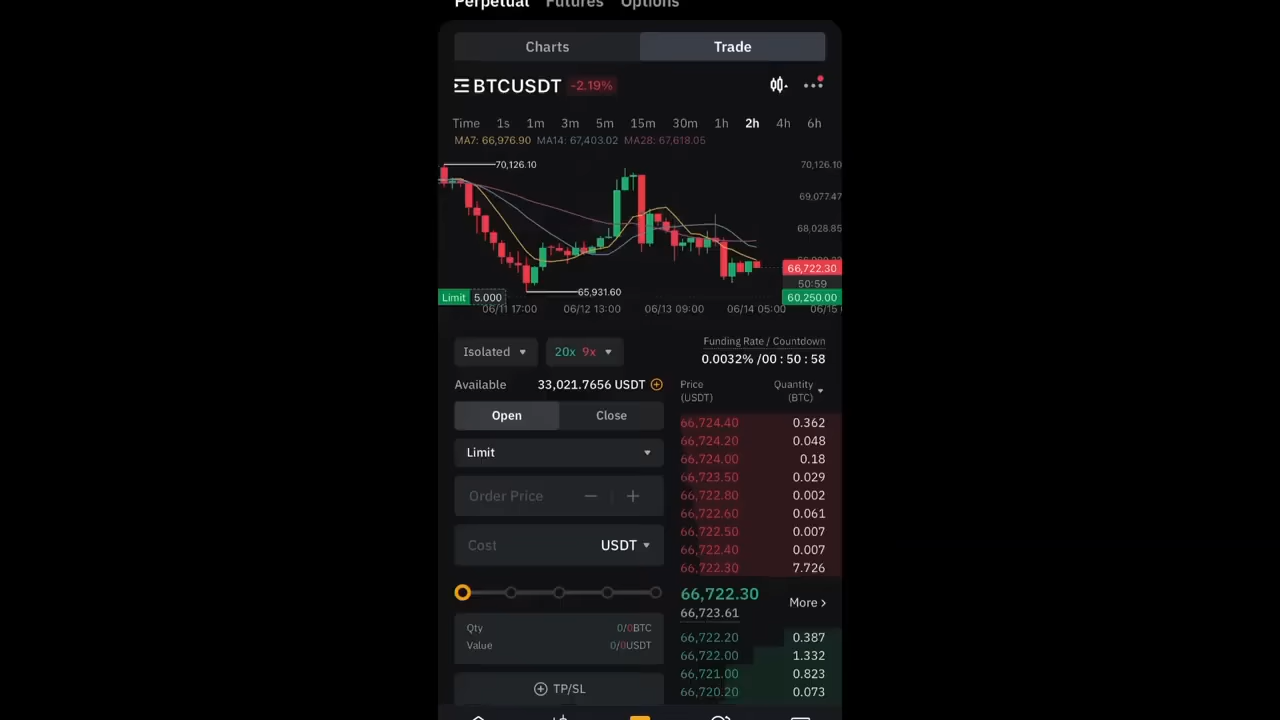 Perpetual Futures Options
Charts Trade
BTCUSDT -2.19%
Time 1s 1m 3m 5m 15m 30m 1h 2h 4h 6h
MA7: 66,976.90 MA14: 67,403.02 MA28: 67,618.05
70,126.10 70,126.10
69,077.47
68,028.85
66,722.30
50:59
65,931.60
Limit 5.000 60,250.00
06/11 17:00 06/12 13:00 06/13 09:00 06/14 05:00 06/15
Isolated 20x 9x
Funding Rate / Countdown
0.0032% /00 : 50 : 58
Available 33,021.7656 USDT
Price Quantity
(USDT) (BTC)
Open Close
Limit
Order Price
Cost USDT
Qty 0/0BTC
Value 0/0USDT
TP/SL
66,724.40 0.362
66,724.20 0.048
66,724.00 0.18
66,723.50 0.029
66,722.80 0.002
66,722.60 0.061
66,722.50 0.007
66,722.40 0.007
66,722.30 7.726
66,722.30
66,723.61
More
66,722.20 0.387
66,722.00 1.332
66,721.00 0.823
66,720.20 0.073